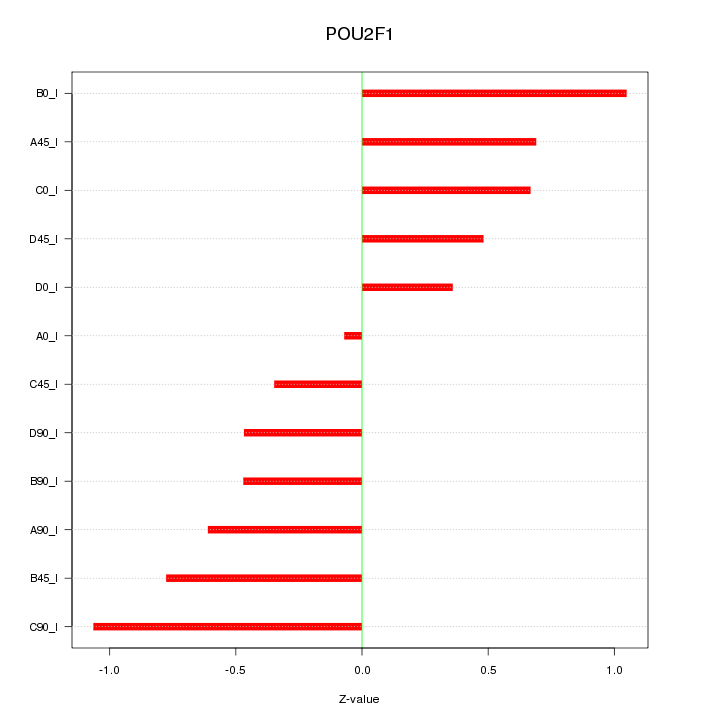 POU2F1
B0_I
A45_I
C0_I
D45_I
D0_I
A0_I
C45_I
D90_I
B90_I
A90_I
B45_I
C90_I
-1.0 -0.5 0.0 0.5 1.0
Z-value